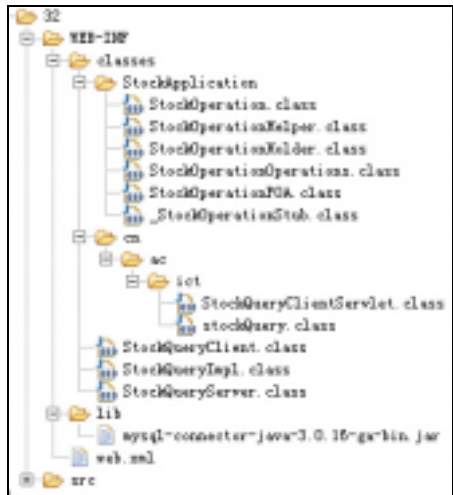 32
WEB-INF
classes
StockApplication
StockOperation.class
StockOperationHelper.class
StockOperationHolder.class
StockOperationOperations.class
StockOperationPOA.class
_StockOperationStub.class
cn
ac
ict
StockQueryClientServlet.class
stockQuery.class
StockQueryClient.class
StockQueryImpl.class
StockQueryServer.class
lib
mysql-connector-java-3.0.16-ga-bin.jar
web.xml
src